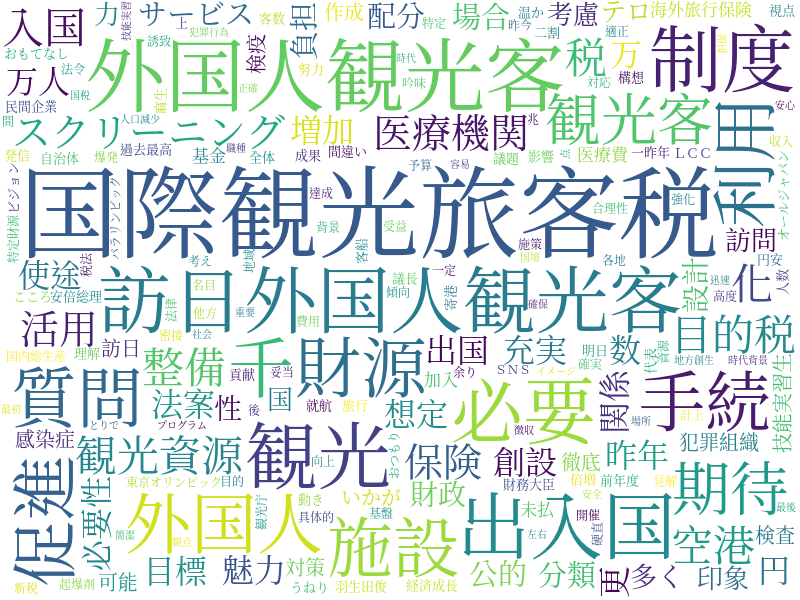 入国
力
技能実習
上
サービス
客数
昨今
温か
作成
配分
場合
特定
二割
考慮
テロ
海外旅行保険
視点
おもてなし
誘致
犯罪行為
検疫
負担
努力
時代
吟味
税
適正
構想
万
制度
万人
法令
国税
衛生
外国人観光客
対応
民間企業
間
人口減少
正確
観光客
安心
スクリーニング
増加
医療機関
兆
利用
発信
自治体
爆発
過去最高
職種
基金
全体
成果
間違い
議題
影響
点
医療費
一昨年
LCC
収入
特定財源
ビジョン
パラリンピック
予算
容易
強化
オールジャパン
国際観光旅客税
達成
背景
受益
合理性
訪問
使途
税法
考え
地域
客船
施策
国境
各地
設計
円安
化
迅速
高度
人数
こころ
安倍総理
法律
名目
他方
重要
訪日外国人観光客
議長
傾向
一定
寄港
確保
目的税
活用
訪日
密接
社会
費用
整備
千
財源
出国
充実
数
明日
確実
代表
資源
地方創生
時代背景
国内総生産
理解
貢献
妥当
加入
余り
SNS
イメージ
質問
法案
性
後
国
就航
旅行
想定
必要
関係
手続
技能実習生
最初
とりで
プログラム
徴収
場所
計上
感染症
観光資源
観光
向上
おつもり
保険
創設
徹底
昨年
犯罪組織
促進
必要性
東京オリンピック
目的
財務大臣
倍増
前年度
見解
期待
最後
外国人
観光庁
動き
いかが
財政
安全
簡潔
観点
具体的
基盤
施設
未払
開催
左右
硬直
出入国
空港
検査
新税
起爆剤
可能
目標
魅力
対策
うねり
羽生田俊
経済成長
公的
分類
更
多く
印象
円